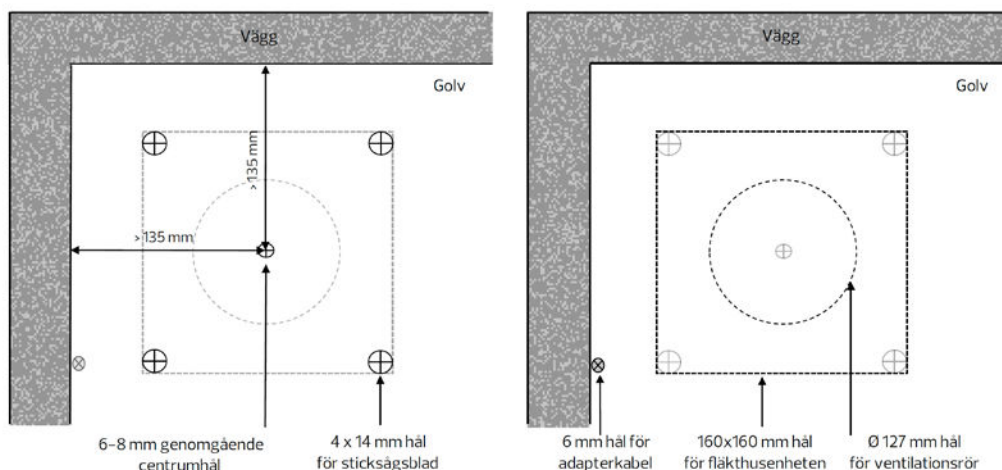 Vägg
Golv
> 135 mm
> 135 mm
6–8 mm genomgående
centrumhål
4 x 14 mm hål
för sticksågsblad
Vägg
Golv
6 mm hål för
adapterkabel
160x160 mm hål
för fläkthusenheten
Ø 127 mm hål
för ventilationsrör